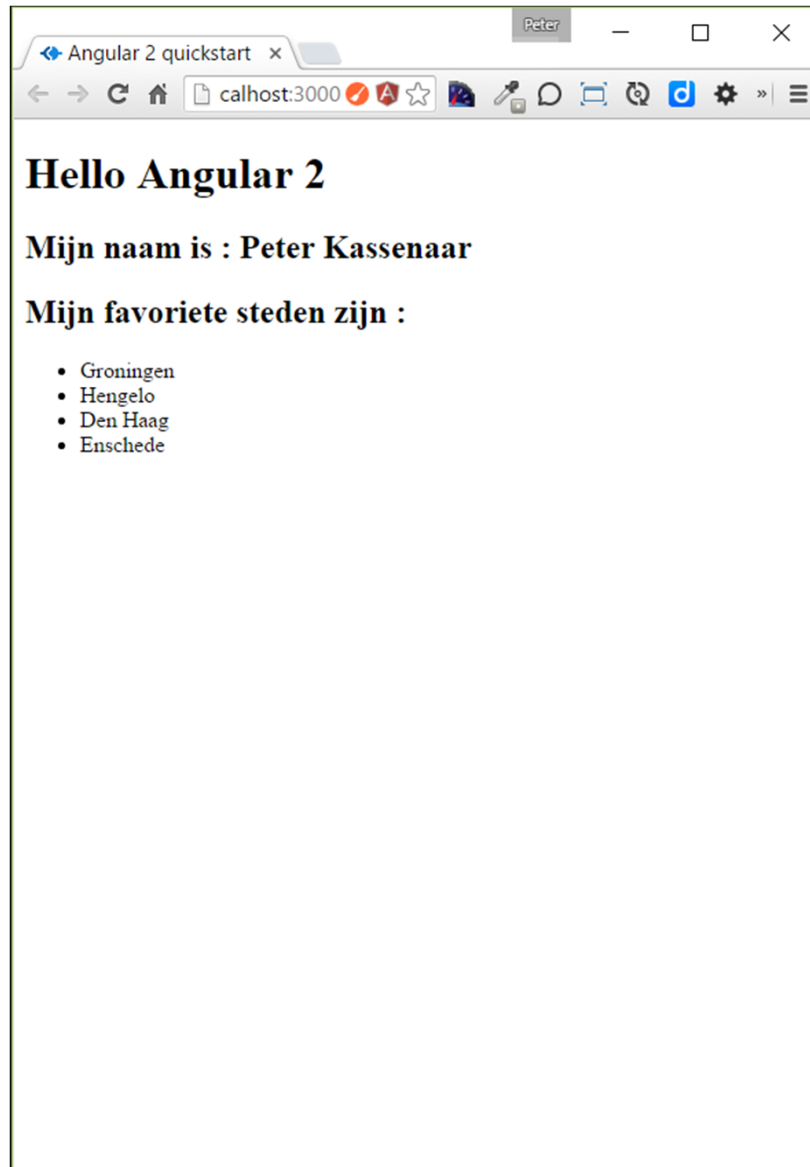 Peter
Angular 2 quickstart
calhost:3000
Hello Angular 2
Mijn naam is : Peter Kassenaar
Mijn favoriete steden zijn :
Groningen
Hengelo
Den Haag
Enschede